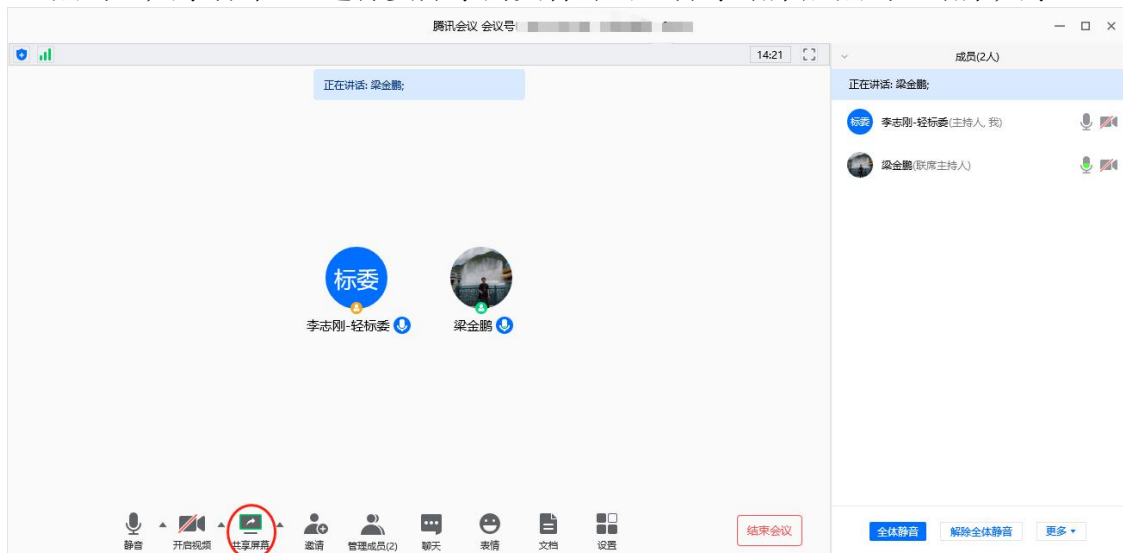 腾讯会议 会议号:
14:21
成员(2人)
正在讲话: 梁金鹏;
正在讲话: 梁金鹏;
标委 李志刚-轻标委(主持人, 我)
梁金鹏(联席主持人)
标委
李志刚-轻标委 梁金鹏
静音 开启视频 共享屏幕 邀请 管理成员(2) 聊天 表情 文档 设置
结束会议
全体静音 解除全体静音 更多